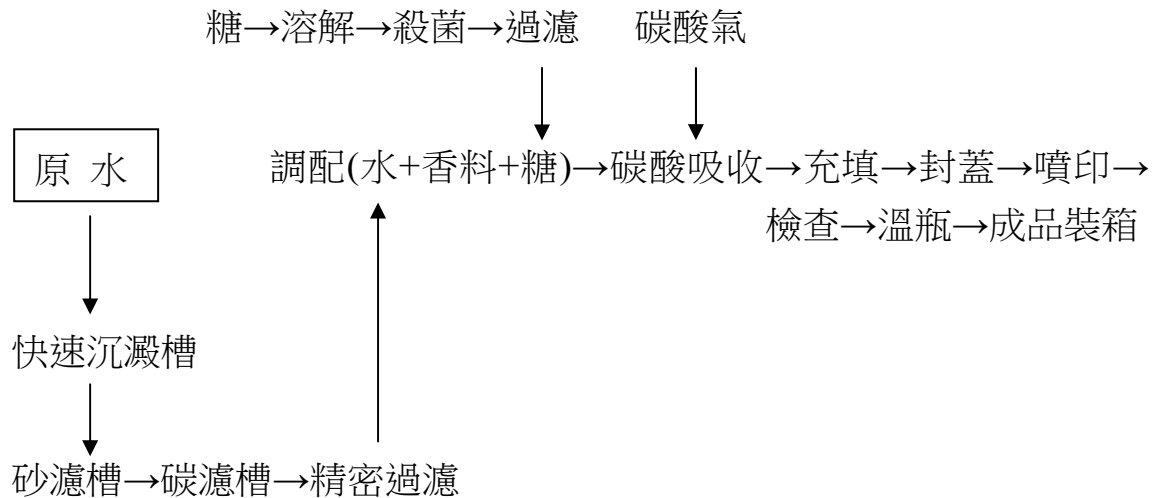 糖→溶解→殺菌→過濾 碳酸氣
原 水
調配(水+香料+糖)→碳酸吸收→充填→封蓋→噴印→
檢查→溫瓶→成品裝箱
快速沉澱槽
砂濾槽→碳濾槽→精密過濾